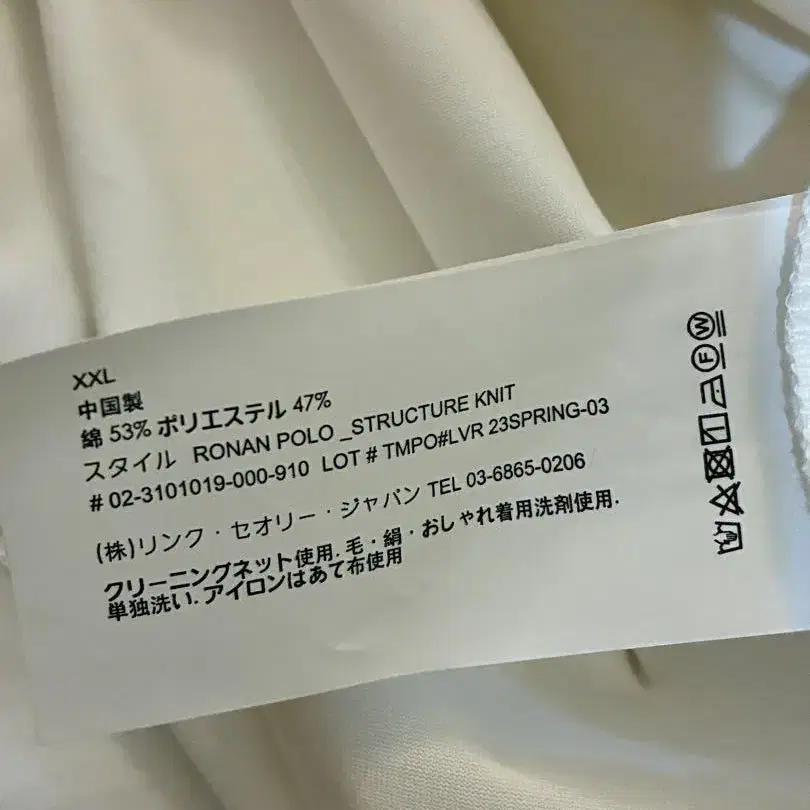 XXL
中国製
綿 53% ポリエステル 47%
スタイル RONAN POLO _STRUCTURE KNIT
# 02-3101019-000-910 LOT # TMPO#LVR 23SPRING-03
(株)リンク・セオリー・ジャパン TEL 03-6865-0206
クリーニングネット使用. 毛・絹・おしゃれ着用洗剤使用.
単独洗い. アイロンはあて布使用
W
F